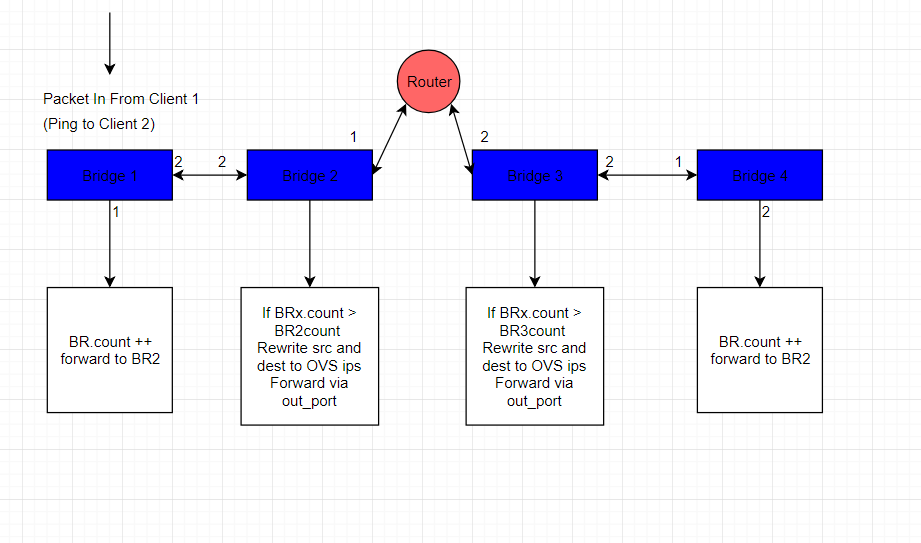 Packet In From Client 1
(Ping to Client 2)
Router
1
2
Bridge 1
2
2
Bridge 2
Bridge 3
2
1
Bridge 4
1
2
BR.count ++
forward to BR2
If BRx.count >
BR2count
Rewrite src and
dest to OVS ips
Forward via
out_port
If BRx.count >
BR3count
Rewrite src and
dest to OVS ips
Forward via
out_port
BR.count ++
forward to BR2